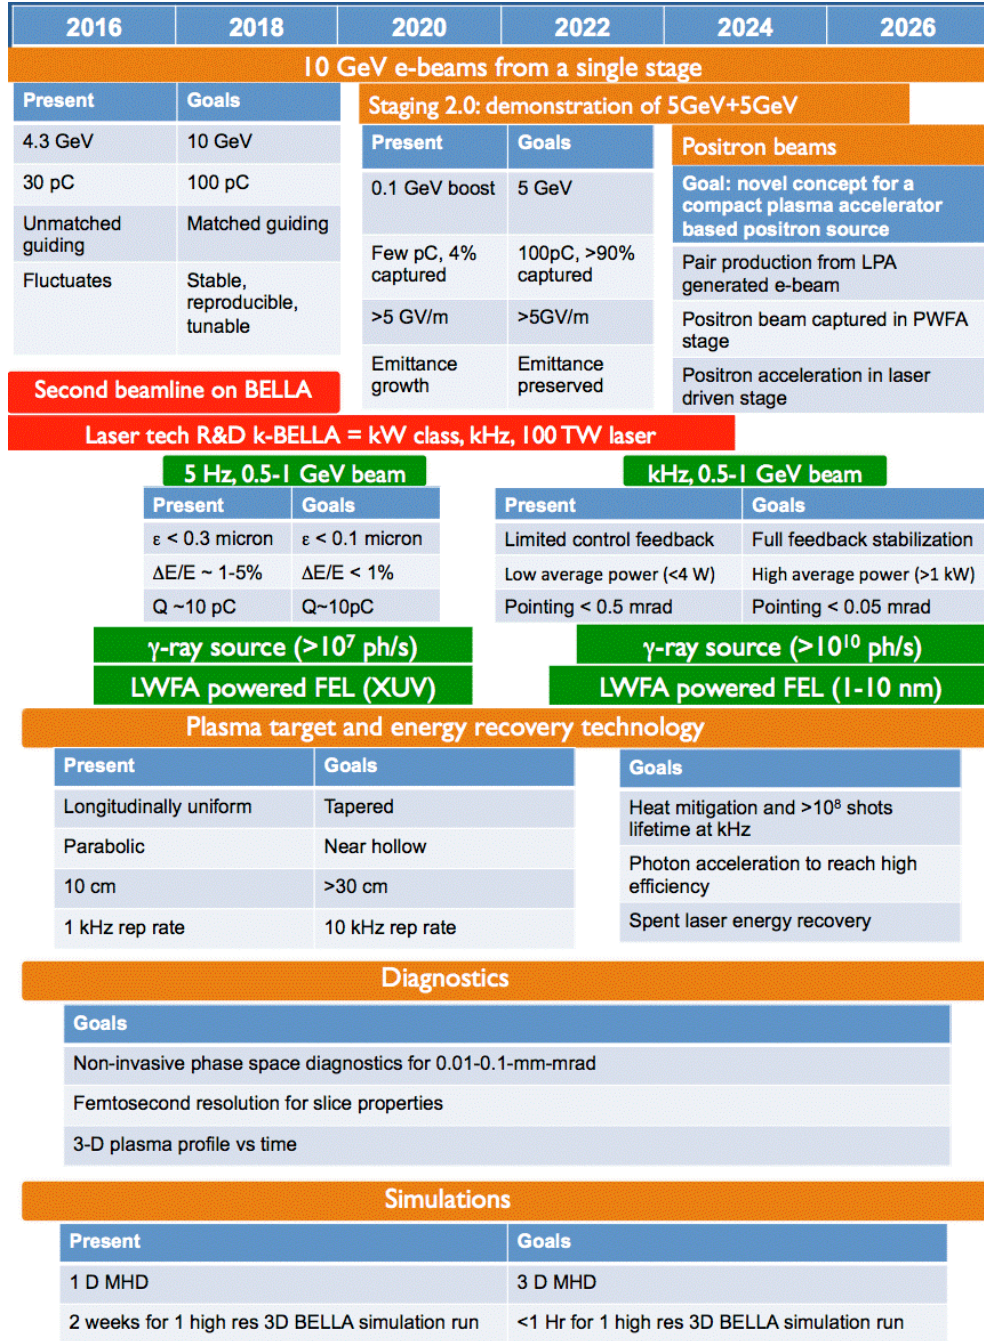 2016 2018 2020 2022 2024 2026
10 GeV e-beams from a single stage
Present Goals
4.3 GeV 10 GeV
30 pC 100 pC
Unmatched Matched guiding
guiding
Fluctuates Stable,
reproducible,
tunable
Staging 2.0: demonstration of 5GeV+5GeV
Present Goals
0.1 GeV boost 5 GeV
Few pC, 4% 100pC, >90%
captured captured
>5 GV/m >5GV/m
Emittance Emittance
growth preserved
Positron beams
Goal: novel concept for a
compact plasma accelerator
based positron source
Pair production from LPA
generated e-beam
Positron beam captured in PWFA
stage
Positron acceleration in laser
driven stage
Second beamline on BELLA
Laser tech R&D k-BELLA = kW class, kHz, 100 TW laser
5 Hz, 0.5-1 GeV beam
Present Goals
ε < 0.3 micron ε < 0.1 micron
ΔE/E ~ 1-5% ΔE/E < 1%
Q ~10 pC Q~10pC
kHz, 0.5-1 GeV beam
Present Goals
Limited control feedback Full feedback stabilization
Low average power (<4 W) High average power (>1 kW)
Pointing < 0.5 mrad Pointing < 0.05 mrad
γ-ray source (>10⁷ ph/s) γ-ray source (>10¹⁰ ph/s)
LWFA powered FEL (XUV) LWFA powered FEL (1-10 nm)
Plasma target and energy recovery technology
Present Goals
Longitudinally uniform Tapered
Parabolic Near hollow
10 cm >30 cm
1 kHz rep rate 10 kHz rep rate
Goals
Heat mitigation and >10⁸ shots
lifetime at kHz
Photon acceleration to reach high
efficiency
Spent laser energy recovery
Diagnostics
Goals
Non-invasive phase space diagnostics for 0.01-0.1-mm-mrad
Femtosecond resolution for slice properties
3-D plasma profile vs time
Simulations
Present Goals
1 D MHD 3 D MHD
2 weeks for 1 high res 3D BELLA simulation run <1 Hr for 1 high res 3D BELLA simulation run